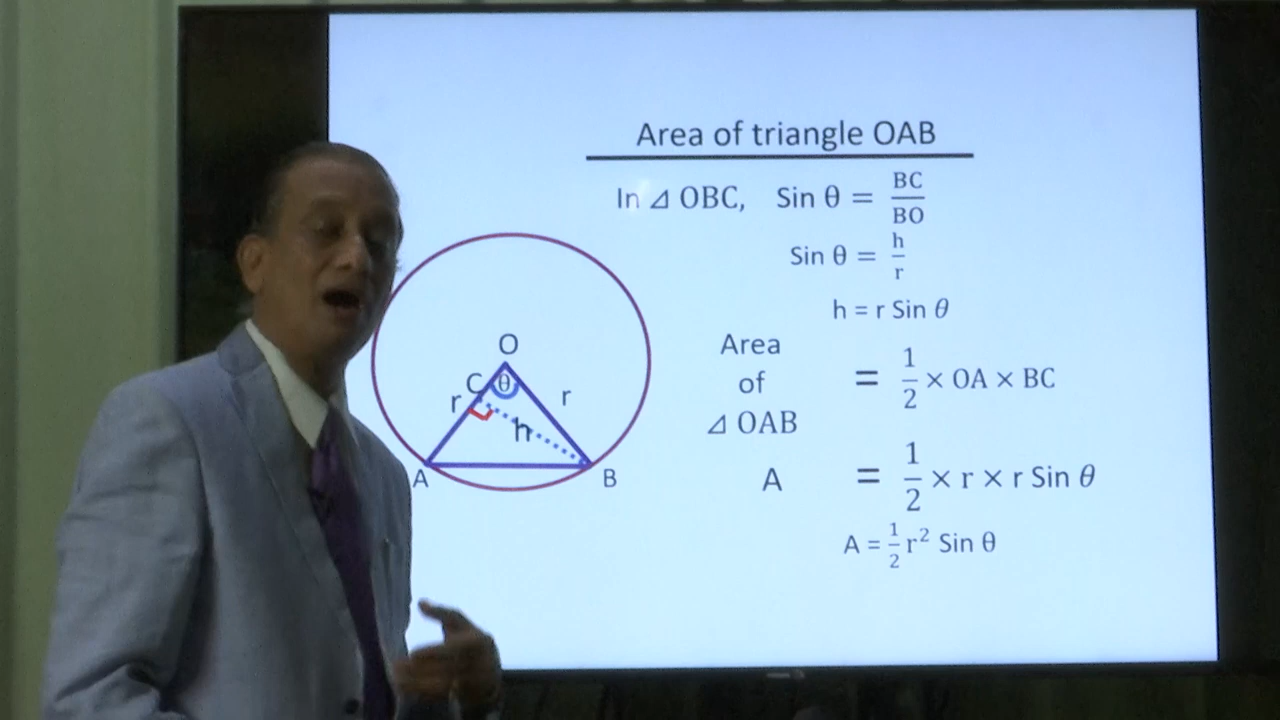 Area of triangle OAB
In ⊿ OBC, Sin θ = BC/BO
Sin θ = h/r
h = r Sin θ
Area of ⊿ OAB = 1/2 × OA × BC
A = 1/2 × r × r Sin θ
A = 1/2 r² Sin θ
O
C θ
r r
h
A B